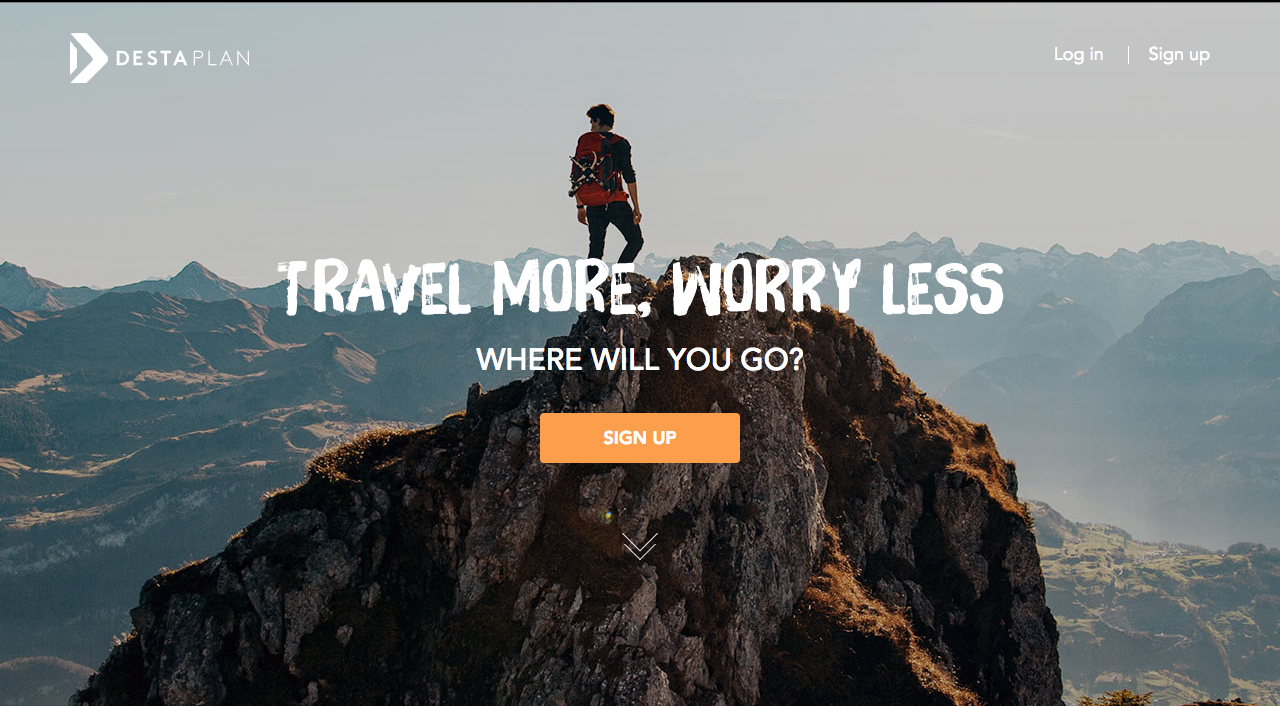 DESTAPLAN
Log in | Sign up
TRAVEL MORE, WORRY LESS
WHERE WILL YOU GO?
SIGN UP